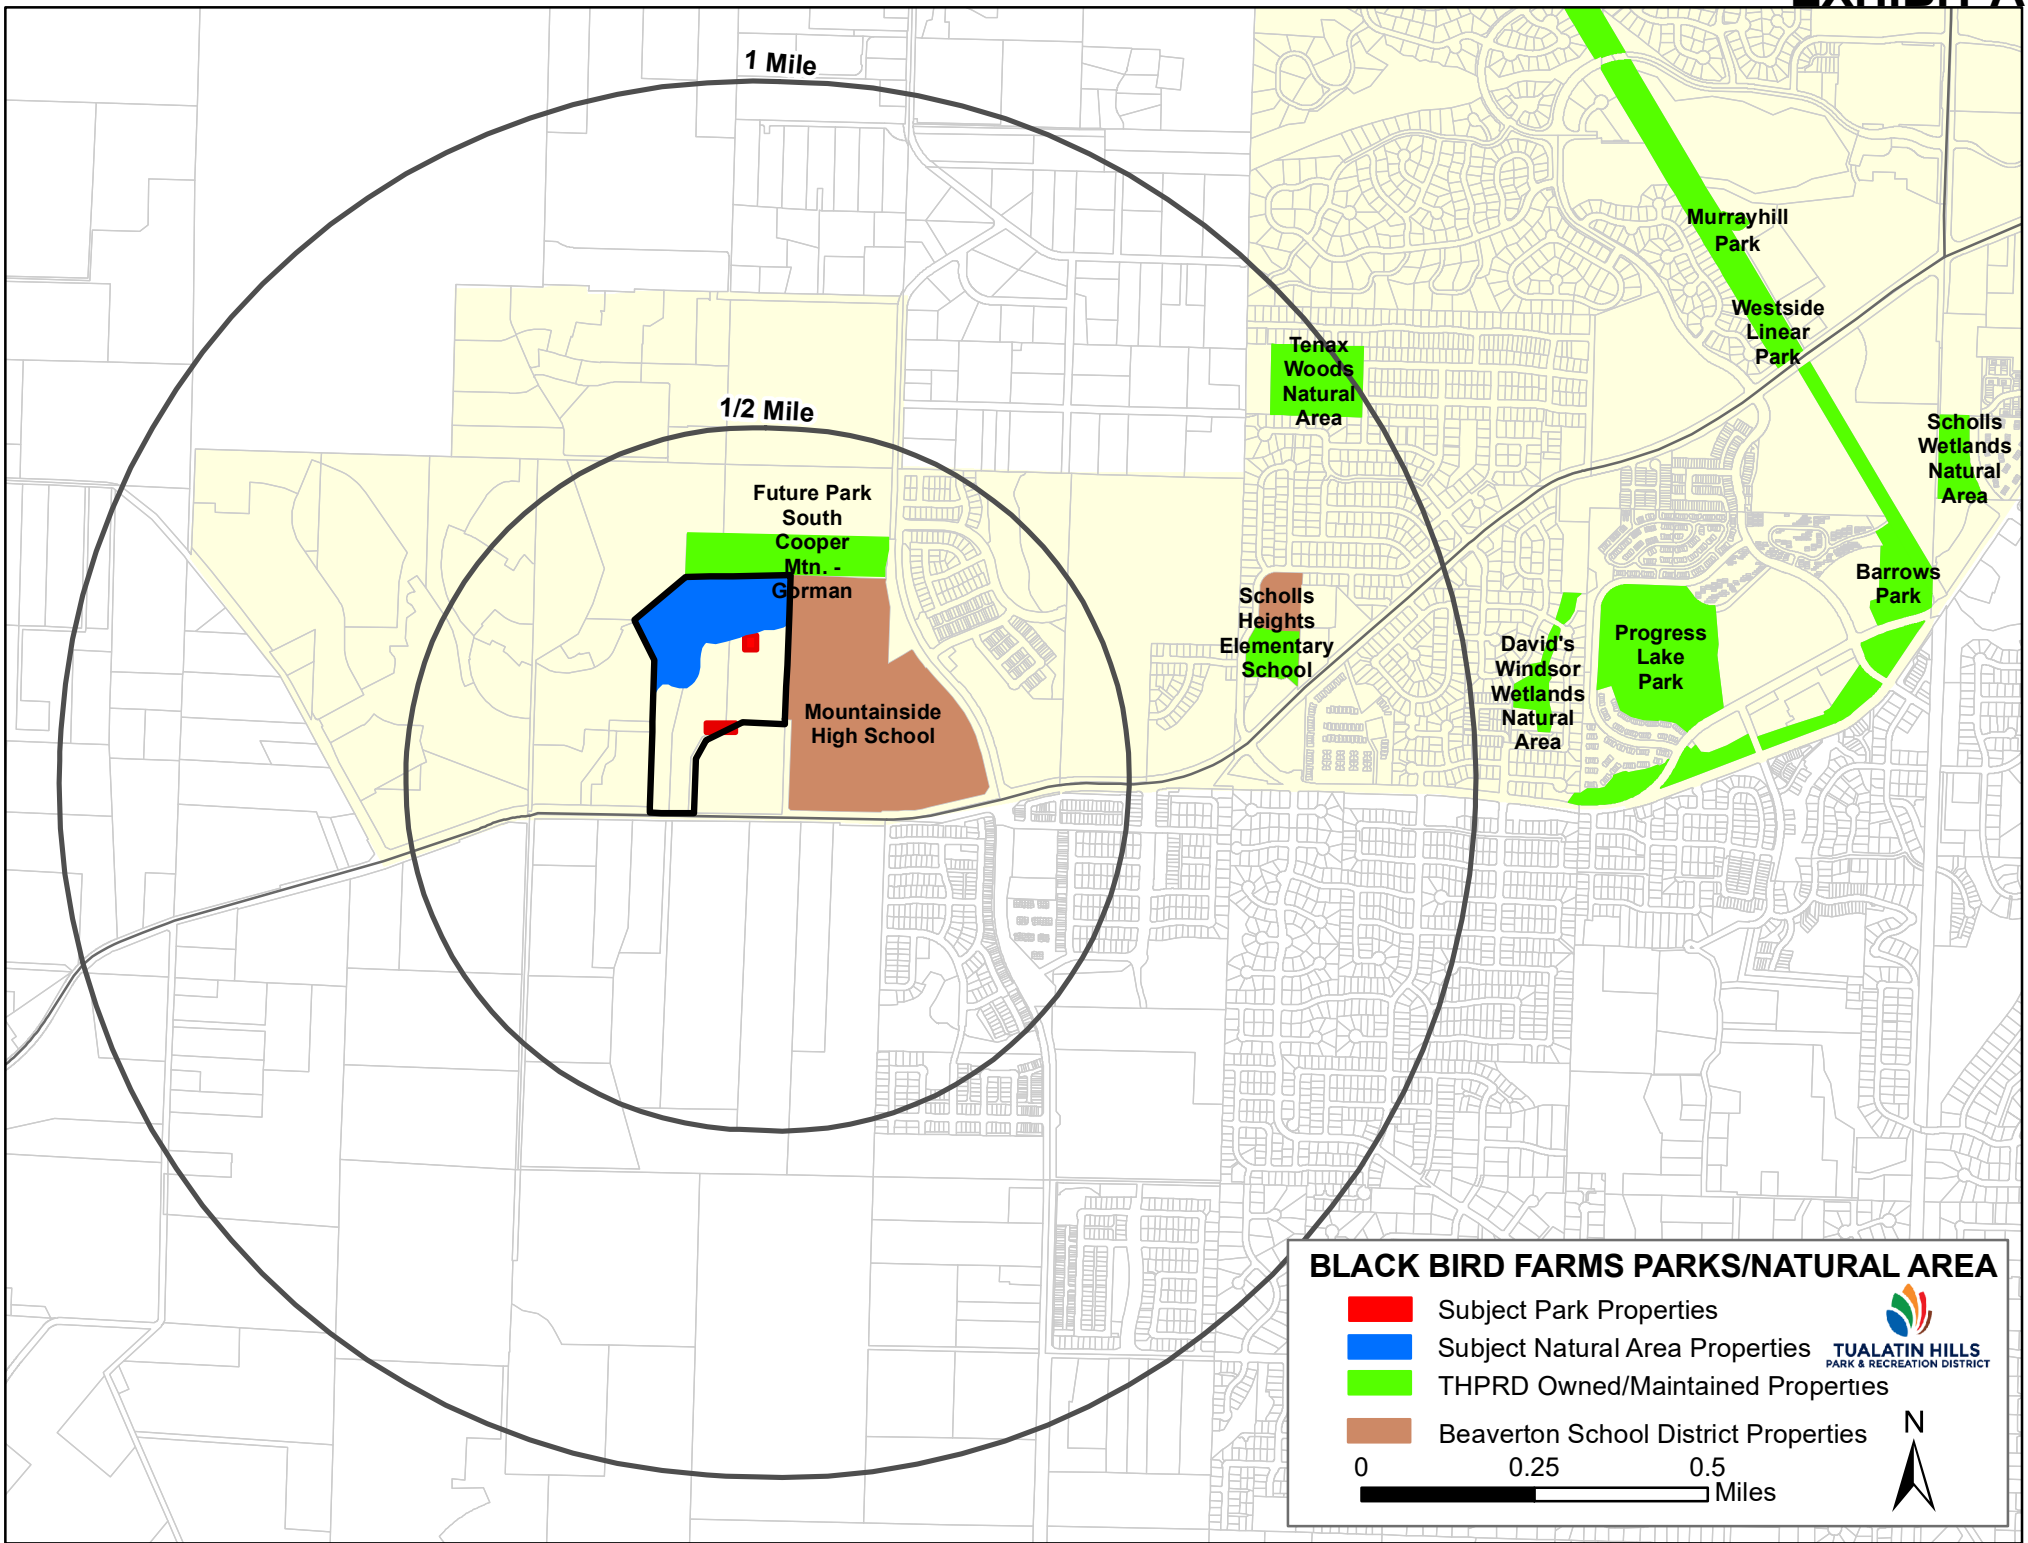 EXHIBIT A
1 Mile
Murrayhill
Park
Westside
Linear
Park
Tenax
Woods
Natural
Area
1/2 Mile
Scholls
Wetlands
Natural
Area
Future Park
South
Cooper
Mtn. -
Gorman
Barrows
Park
Scholls
Heights
Elementary
School
David's
Windsor
Wetlands
Natural
Area
Progress
Lake
Park
Mountainside
High School
BLACK BIRD FARMS PARKS/NATURAL AREA
Subject Park Properties
Subject Natural Area Properties
THPRD Owned/Maintained Properties
Beaverton School District Properties
TUALATIN HILLS
PARK & RECREATION DISTRICT
N
0 0.25 0.5
Miles